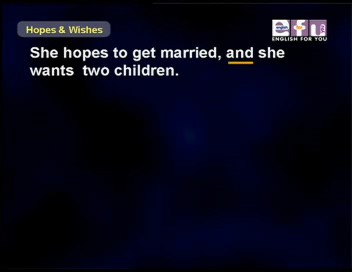 Hopes & Wishes
ENGLISH FOR YOU
She hopes to get married, and she
wants two children.